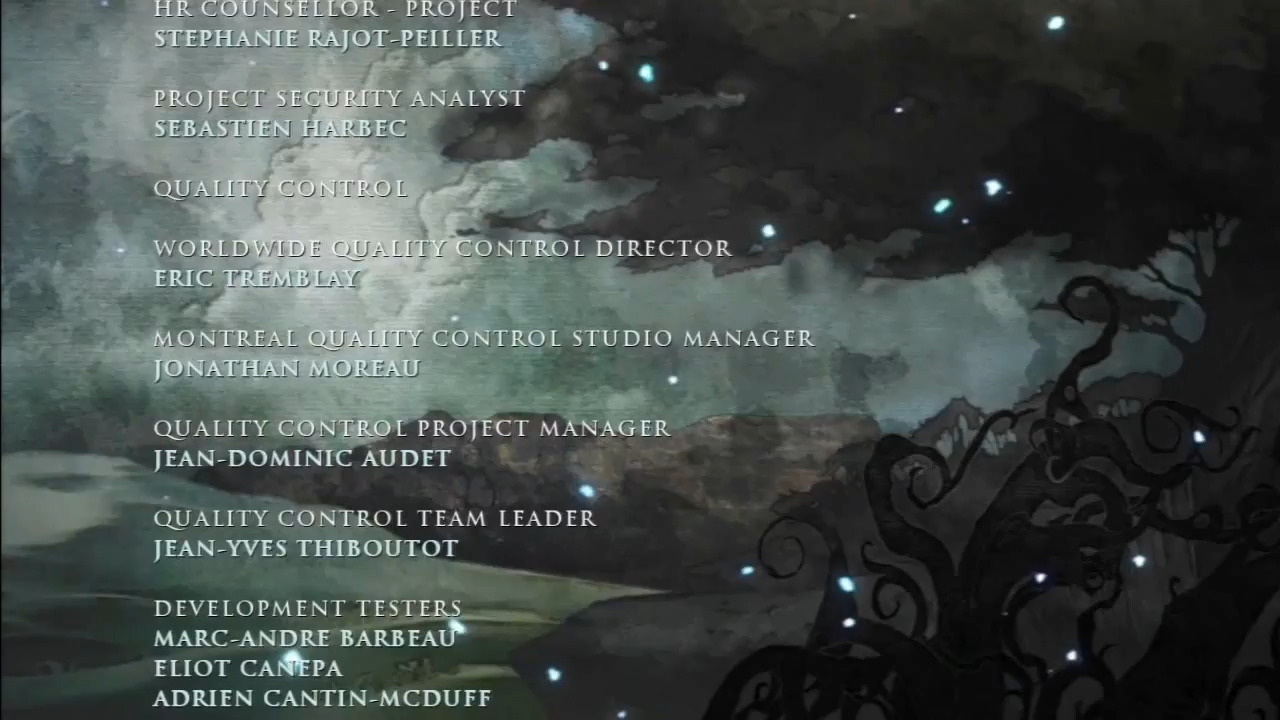 HR COUNSELLOR - PROJECT
STEPHANIE RAJOT-PEILLER
PROJECT SECURITY ANALYST
SEBASTIEN HARBEC
QUALITY CONTROL
WORLDWIDE QUALITY CONTROL DIRECTOR
ERIC TREMBLAY
MONTREAL QUALITY CONTROL STUDIO MANAGER
JONATHAN MOREAU
QUALITY CONTROL PROJECT MANAGER
JEAN-DOMINIC AUDET
QUALITY CONTROL TEAM LEADER
JEAN-YVES THIBOUTOT
DEVELOPMENT TESTERS
MARC-ANDRE BARBEAU
ELIOT CANEPA
ADRIEN CANTIN-MCDUFF